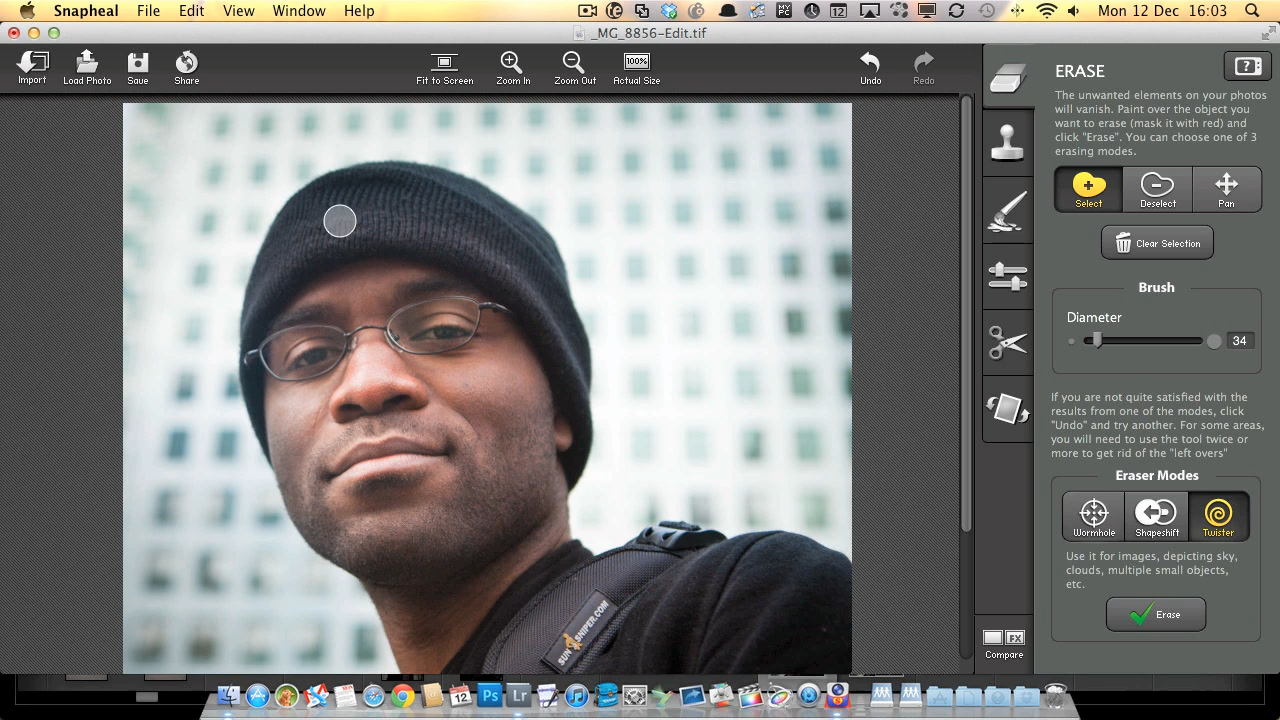 Snapheal File Edit View Window Help Mon 12 Dec 16:03
_MG_8856-Edit.tif
Import Load Photo Save Share Fit to Screen Zoom In Zoom Out 100% Actual Size Undo Redo
ERASE
The unwanted elements on your photos
will vanish. Paint over the object you
want to erase (mask it with red) and
click "Erase". You can choose one of 3
erasing modes.
Select Deselect Pan
Clear Selection
Brush
Diameter
34
If you are not quite satisfied with the
results from one of the modes, click
"Undo" and try another. For some areas,
you will need to use the tool twice or
more to get rid of the "left overs"
Eraser Modes
Wormhole Shapeshift Twister
Use it for images, depicting sky,
clouds, multiple small objects,
etc.
Erase
FX
Compare
SUN SNIPER.COM
MY PC
12
12
Ps
Lr